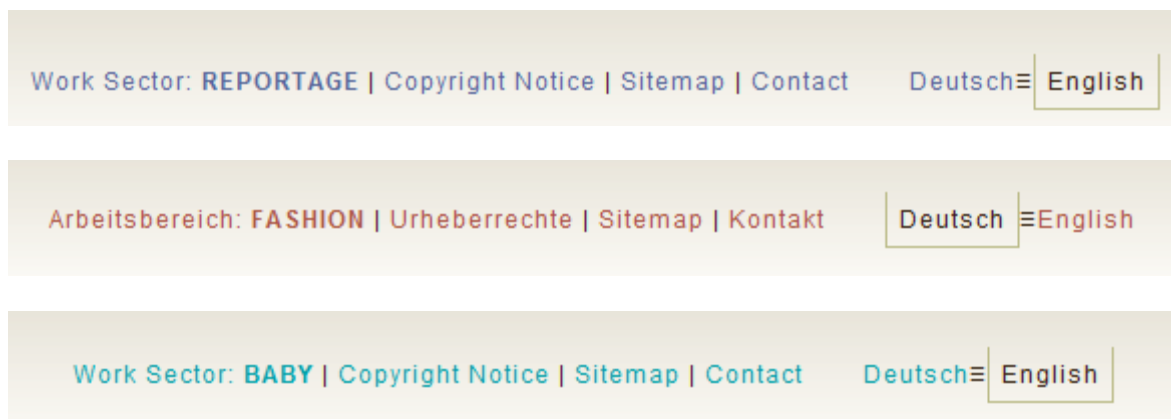 Work Sector: REPORTAGE | Copyright Notice | Sitemap | Contact Deutsch≡ English
Arbeitsbereich: FASHION | Urheberrechte | Sitemap | Kontakt Deutsch ≡English
Work Sector: BABY | Copyright Notice | Sitemap | Contact Deutsch≡ English